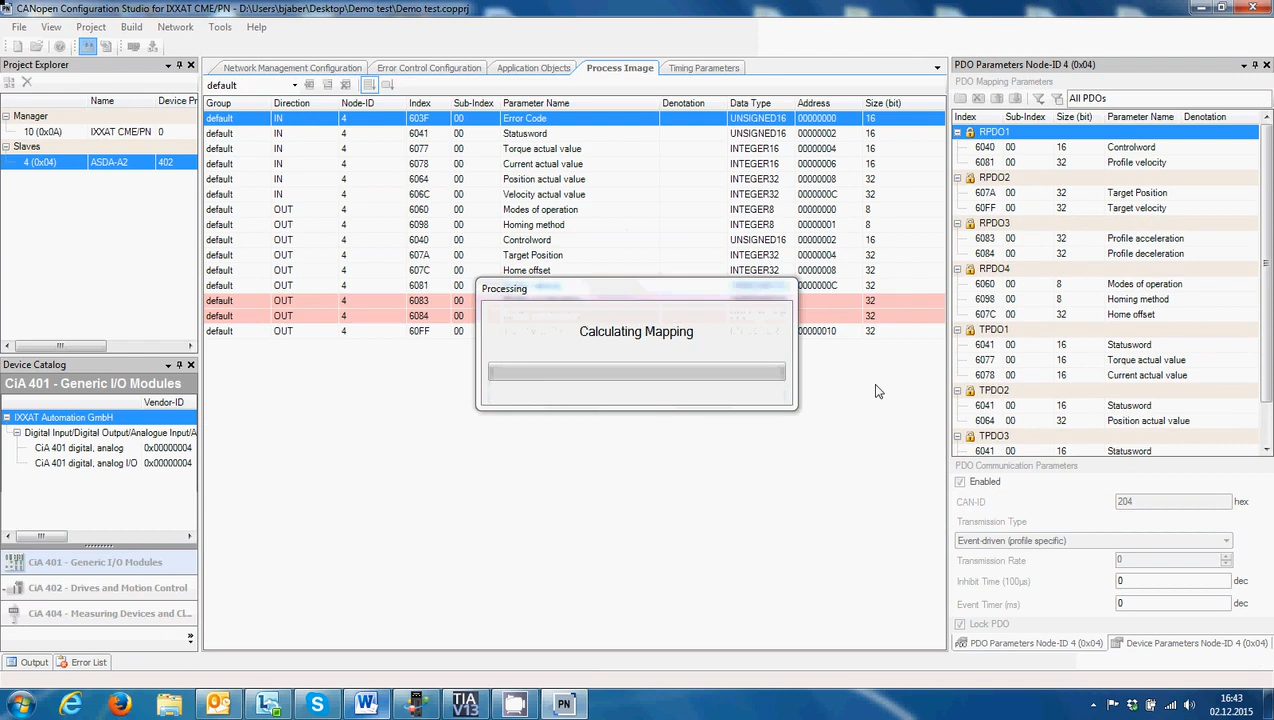 CANopen Configuration Studio for IXXAT CME/PN - D:\Users\bjaber\Desktop\Demo test\Demo test.copprj
File View Project Build Network Tools Help
Project Explorer
Name Device Pr
Manager
10 (0x0A) IXXAT CME/PN 0
Slaves
4 (0x04) ASDA-A2 402
Device Catalog
CiA 401 - Generic I/O Modules
Vendor-ID
IXXAT Automation GmbH
Digital Input/Digital Output/Analogue Input/A
CiA 401 digital, analog 0x00000004
CiA 401 digital, analog I/O 0x00000004
CiA 401 - Generic I/O Modules
CiA 402 - Drives and Motion Control
CiA 404 - Measuring Devices and Cl...
Output Error List
Network Management Configuration Error Control Configuration Application Objects Process Image Timing Parameters
default
Group Direction Node-ID Index Sub-Index Parameter Name Denotation Data Type Address Size (bit)
default IN 4 603F 00 Error Code UNSIGNED16 00000000 16
default IN 4 6041 00 Statusword UNSIGNED16 00000002 16
default IN 4 6077 00 Torque actual value INTEGER16 00000004 16
default IN 4 6078 00 Current actual value INTEGER16 00000006 16
default IN 4 6064 00 Position actual value INTEGER32 00000008 32
default IN 4 606C 00 Velocity actual value INTEGER32 0000000C 32
default OUT 4 6060 00 Modes of operation INTEGER8 00000000 8
default OUT 4 6098 00 Homing method INTEGER8 00000001 8
default OUT 4 6040 00 Controlword UNSIGNED16 00000002 16
default OUT 4 607A 00 Target Position INTEGER32 00000004 32
default OUT 4 607C 00 Home offset INTEGER32 00000008 32
default OUT 4 6081 00 0000000C 32
default OUT 4 6083 00 32
default OUT 4 6084 00 32
default OUT 4 60FF 00 00000010 32
Processing
Calculating Mapping
PDO Parameters Node-ID 4 (0x04)
PDO Mapping Parameters
All PDOs
Index Sub-Index Size (bit) Parameter Name Denotation
RPDO1
6040 00 16 Controlword
6081 00 32 Profile velocity
RPDO2
607A 00 32 Target Position
60FF 00 32 Target velocity
RPDO3
6083 00 32 Profile acceleration
6084 00 32 Profile deceleration
RPDO4
6060 00 8 Modes of operation
6098 00 8 Homing method
607C 00 32 Home offset
TPDO1
6041 00 16 Statusword
6077 00 16 Torque actual value
6078 00 16 Current actual value
TPDO2
6041 00 16 Statusword
6064 00 32 Position actual value
TPDO3
6041 00 16 Statusword
PDO Communication Parameters
Enabled
CAN-ID 204 hex
Transmission Type
Event-driven (profile specific)
Transmission Rate 0
Inhibit Time (100µs) 0 dec
Event Timer (ms) 0 dec
Lock PDO
PDO Parameters Node-ID 4 (0x04) Device Parameters Node-ID 4 (0x04)
TIA V13
PN
16:43
02.12.2015